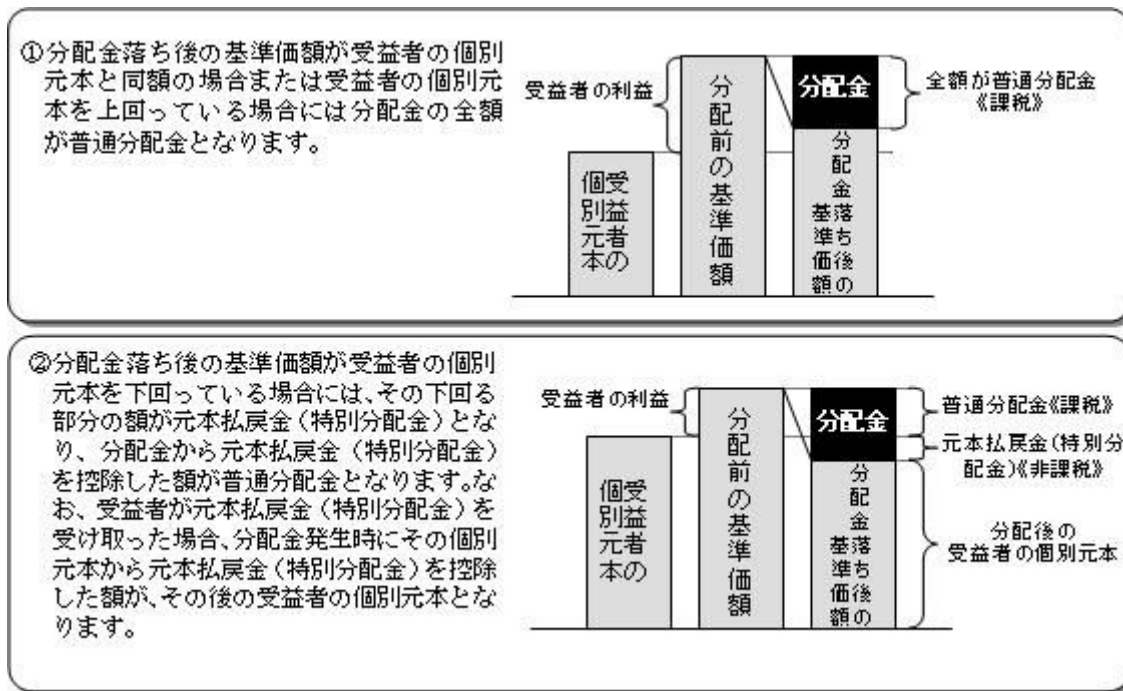 ①分配金落ち後の基準価額が受益者の個別
元本と同額の場合または受益者の個別元
本を上回っている場合には分配金の全額
が普通分配金となります。
受益者の利益
受益者の
個別元本
分配前の基準価額
分配金
分配金落ち後の
基準価額
全額が普通分配金
《課税》
②分配金落ち後の基準価額が受益者の個別
元本を下回っている場合には、その下回る
部分の額が元本払戻金（特別分配金）とな
り、分配金から元本払戻金（特別分配金）
を控除した額が普通分配金となります。な
お、受益者が元本払戻金（特別分配金）を
受け取った場合、分配金発生時にその個別
元本から元本払戻金（特別分配金）を控除
した額が、その後の受益者の個別元本とな
ります。
受益者の利益
受益者の
個別元本
分配前の基準価額
分配金
分配金落ち後の
基準価額
普通分配金《課税》
元本払戻金(特別分
配金)《非課税》
分配後の
受益者の個別元本